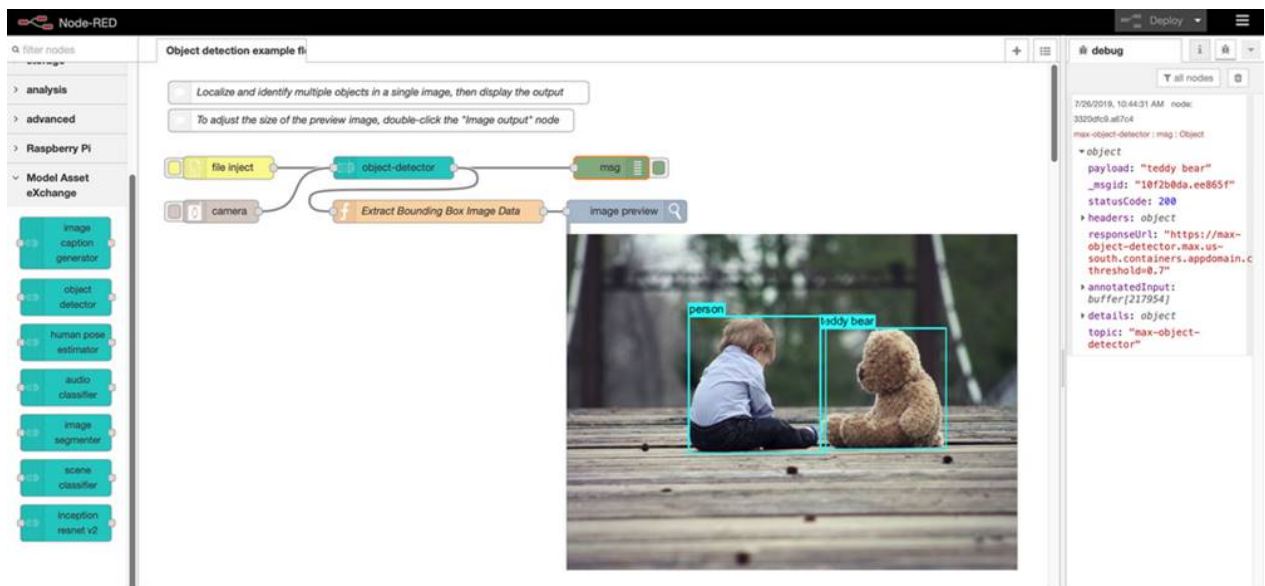 Node-RED
Deploy
filter nodes
Object detection example fl
debug
i
all nodes
storage
analysis
advanced
Raspberry Pi
Model Asset
eXchange
image
caption
generator
object
detector
human pose
estimator
audio
classifier
image
segmenter
scene
classifier
inception
resnet v2
Localize and identify multiple objects in a single image, then display the output
To adjust the size of the preview image, double-click the "Image output" node
file inject
object-detector
msg
camera
f
Extract Bounding Box Image Data
image preview
person
teddy bear
7/26/2019, 10:44:31 AM node:
3320dfc9.a67c4
max-object-detector : msg : Object
object
payload: "teddy bear"
_msgid: "10f2b0da.ee865f"
statusCode: 200
headers: object
responseUrl: "https://max-
object-detector.max.us-
south.containers.appdomain.c
threshold=0.7"
annotatedInput:
buffer[217954]
details: object
topic: "max-object-
detector"